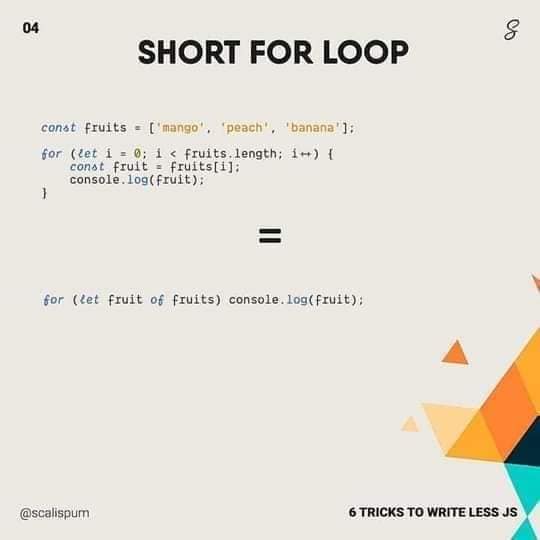 04
SHORT FOR LOOP
const fruits = ['mango', 'peach', 'banana'];
for (let i = 0; i < fruits.length; i++) {
const fruit = fruits[i];
console.log(fruit);
}
=
for (let fruit of fruits) console.log(fruit);
@scalispum
6 TRICKS TO WRITE LESS JS